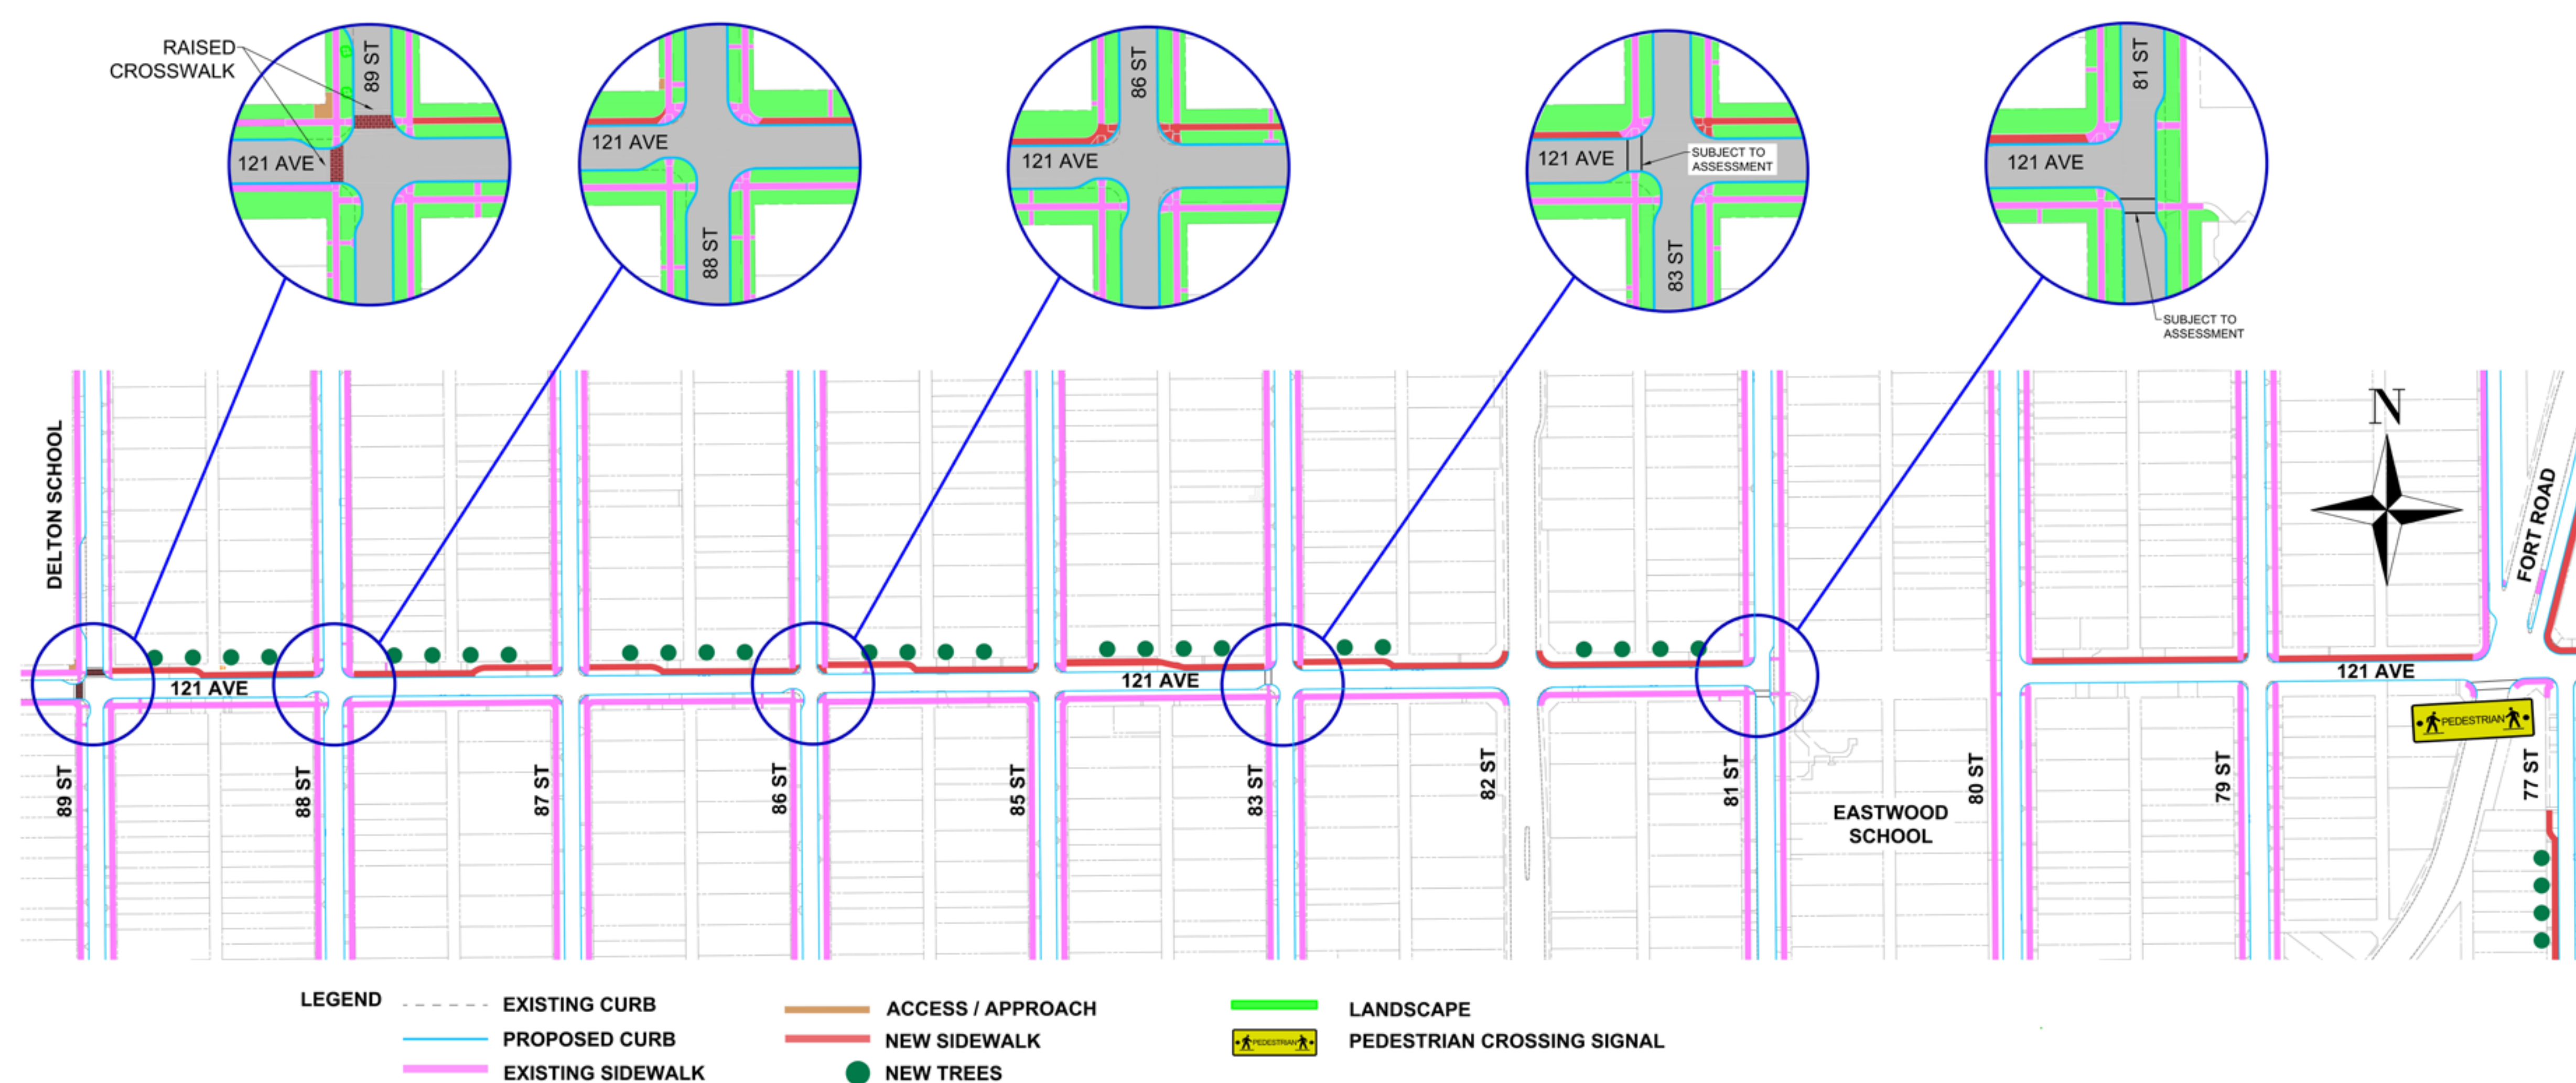 RAISED
CROSSWALK
89 ST
121 AVE
121 AVE
88 ST
86 ST
121 AVE
121 AVE
SUBJECT TO
ASSESSMENT
83 ST
81 ST
121 AVE
SUBJECT TO
ASSESSMENT
DELTON SCHOOL
N
FORT ROAD
121 AVE
121 AVE
121 AVE
PEDESTRIAN
89 ST
88 ST
87 ST
86 ST
85 ST
83 ST
82 ST
81 ST
EASTWOOD
SCHOOL
80 ST
79 ST
77 ST
LEGEND
EXISTING CURB
PROPOSED CURB
EXISTING SIDEWALK
ACCESS / APPROACH
NEW SIDEWALK
NEW TREES
LANDSCAPE
PEDESTRIAN
PEDESTRIAN CROSSING SIGNAL